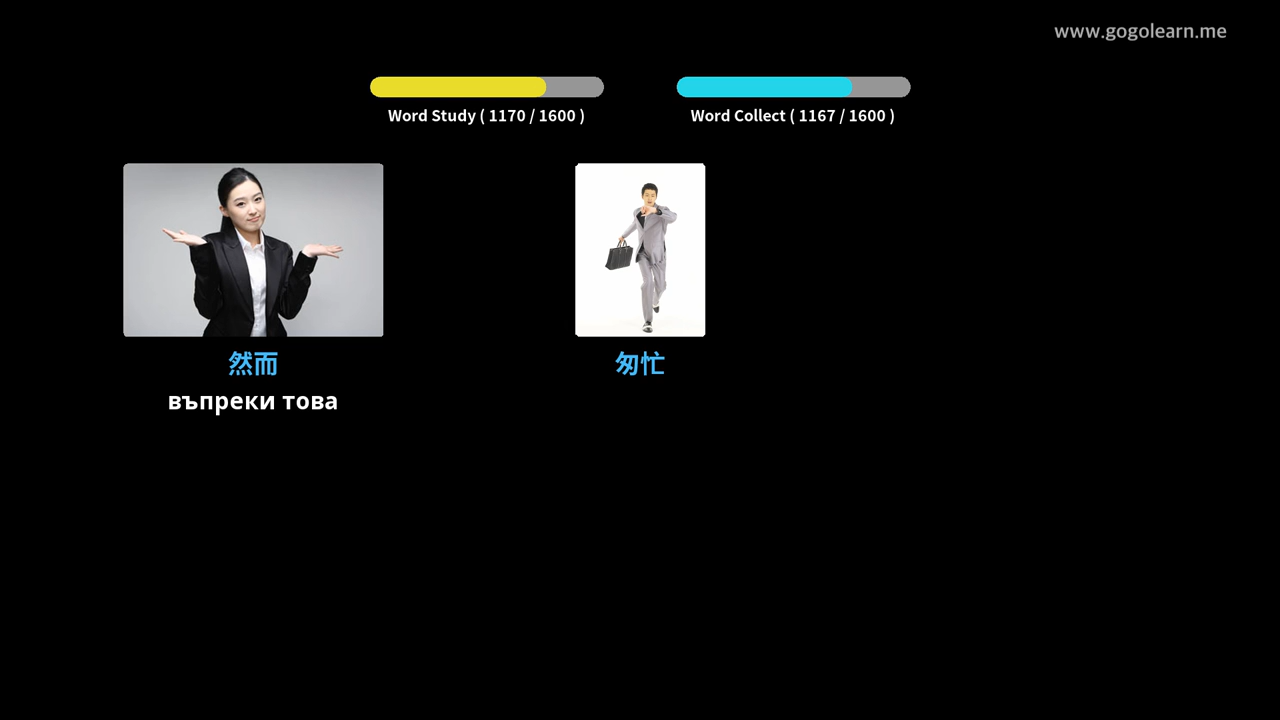 www.gogolearn.me
Word Study ( 1170 / 1600 )
Word Collect ( 1167 / 1600 )
然而
въпреки това
匆忙